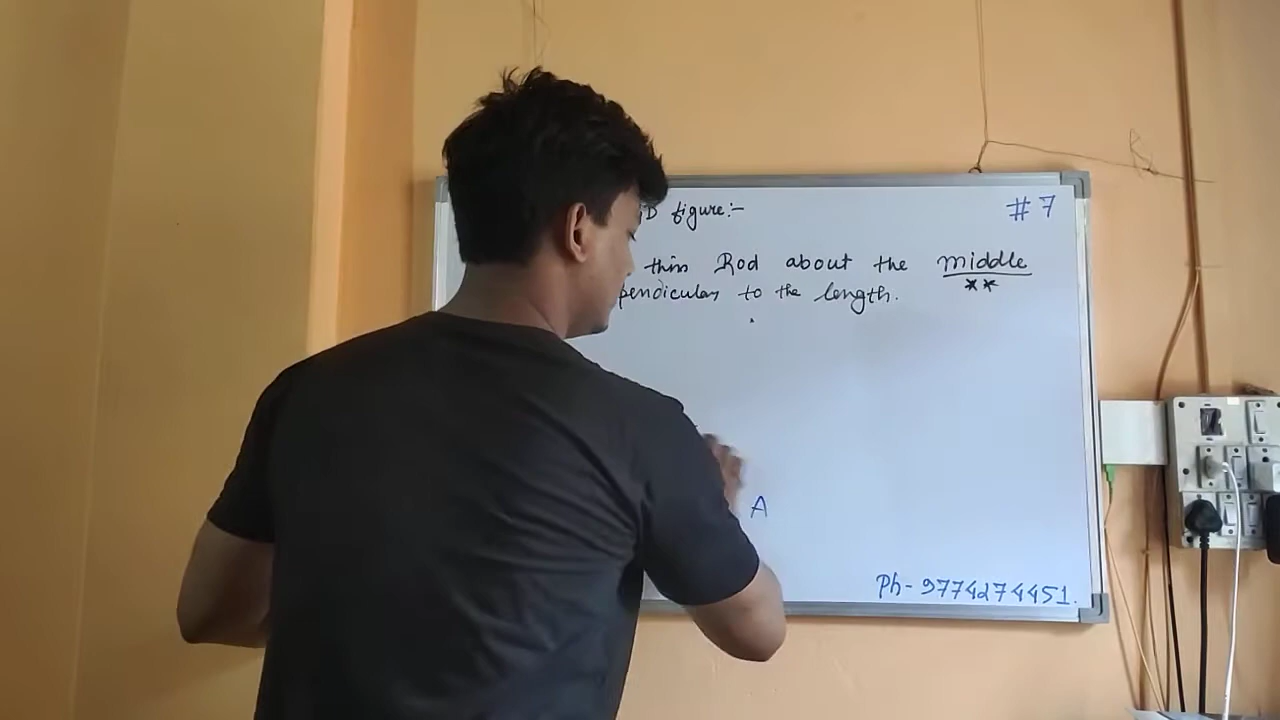 D figure:-
#7
thin Rod about the middle
**
pendicular to the length.
A
Ph- 9774274451.